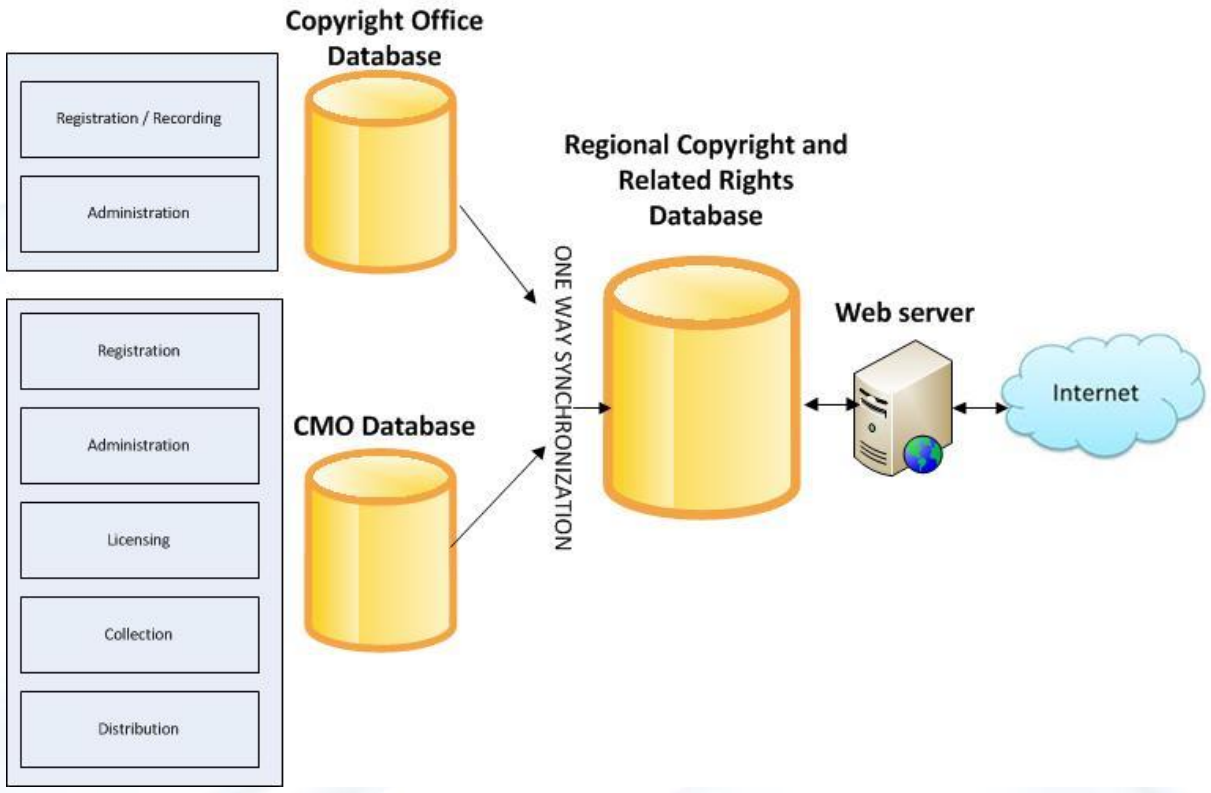 Copyright Office
Database
Registration / Recording
Administration
Regional Copyright and
Related Rights
Database
ONE WAY SYNCHRONIZATION
Web server
Internet
Registration
Administration
CMO Database
Licensing
Collection
Distribution